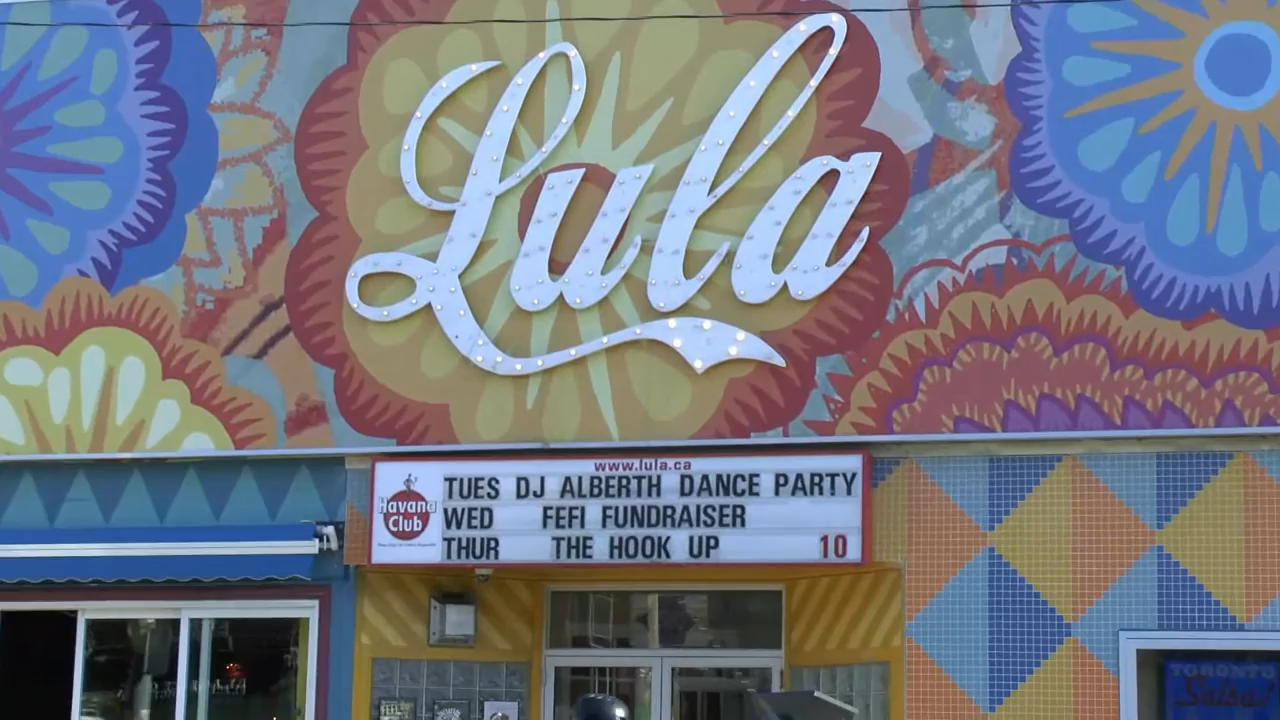 Lula
www.lula.ca
Havana
Club
TUES DJ ALBERTH DANCE PARTY
WED FEFI FUNDRAISER
THUR THE HOOK UP 10
TORONTO
Salsa!